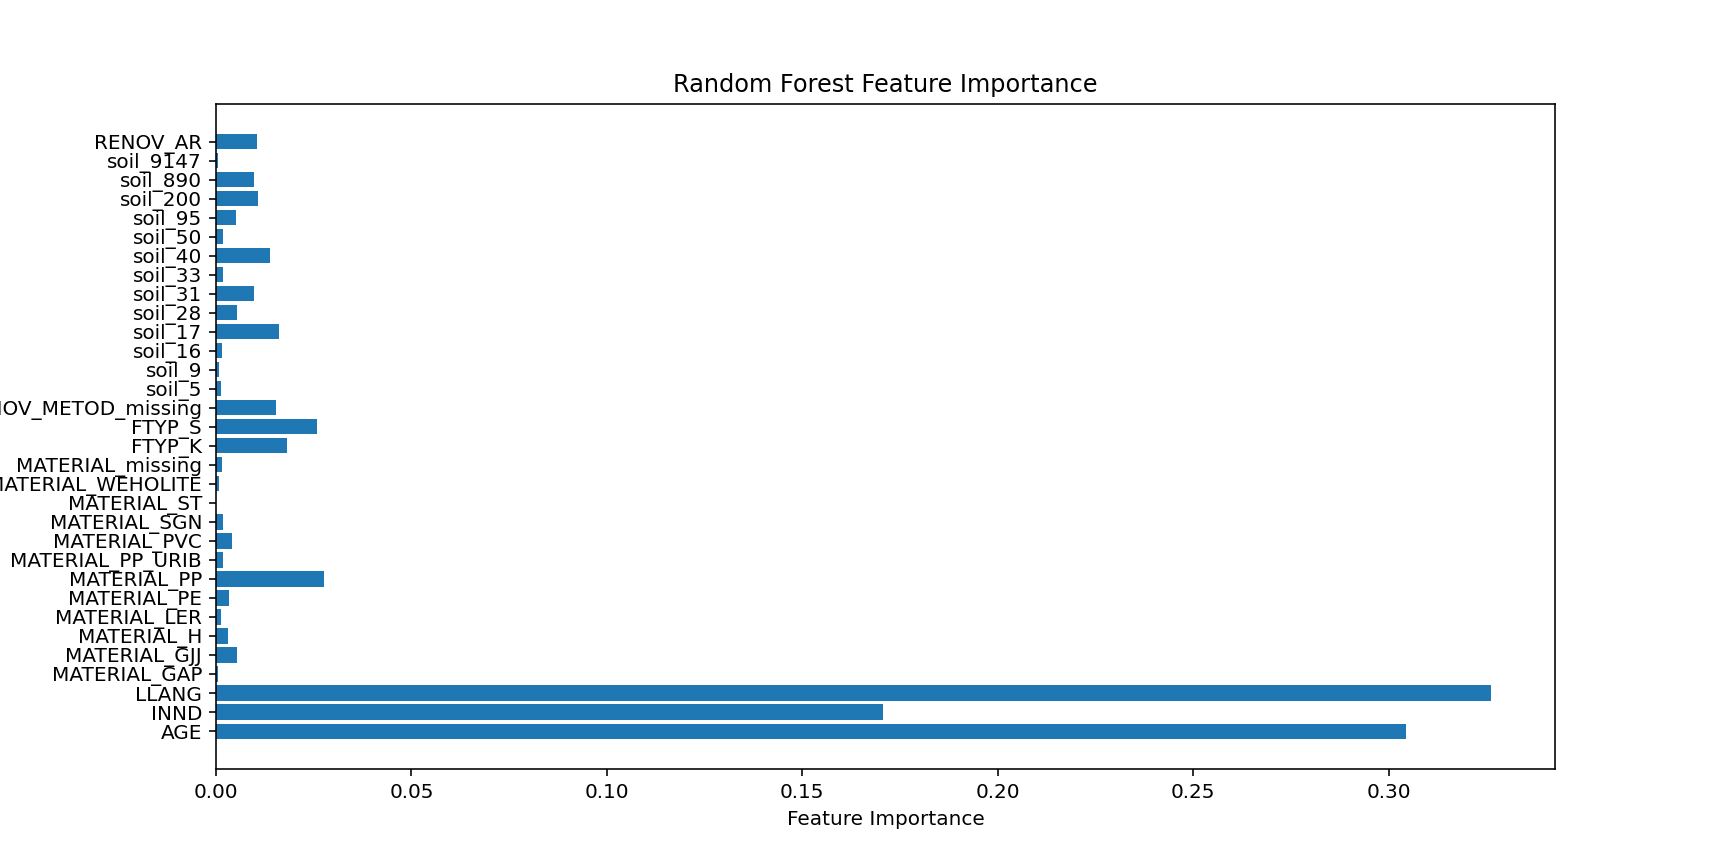 Random Forest Feature Importance
RENOV_AR
soil_9147
soil_890
soil_200
soil_95
soil_50
soil_40
soil_33
soil_31
soil_28
soil_17
soil_16
soil_9
soil_5
NOV_METOD_missing
FTYP_S
FTYP_K
MATERIAL_missing
MATERIAL_WEHOLITE
MATERIAL_ST
MATERIAL_SGN
MATERIAL_PVC
MATERIAL_PP_URIB
MATERIAL_PP
MATERIAL_PE
MATERIAL_LER
MATERIAL_H
MATERIAL_GJJ
MATERIAL_GAP
LLANG
INND
AGE
0.00 0.05 0.10 0.15 0.20 0.25 0.30
Feature Importance